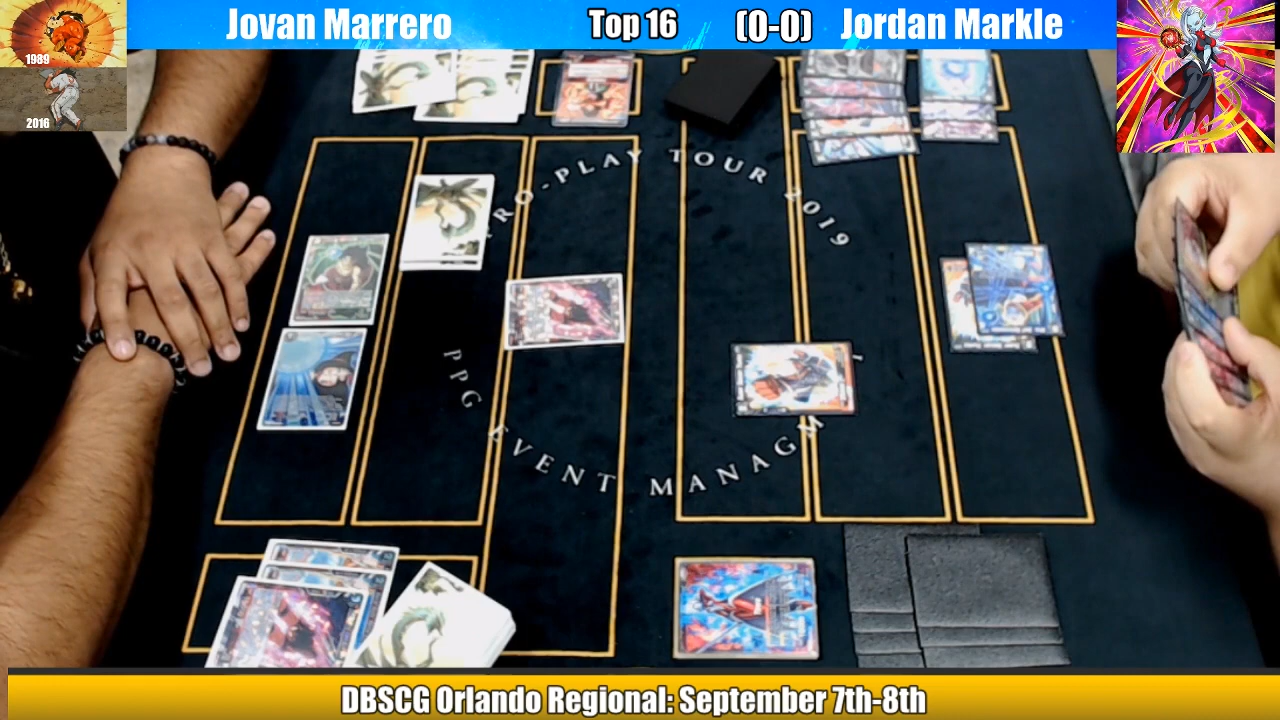 Jovan Marrero
Top 16
(0-0)
Jordan Markle
1989
2016
RO-PLAY TOUR 2019
PPG EVENT MANAGM
DBSCG Orlando Regional: September 7th-8th